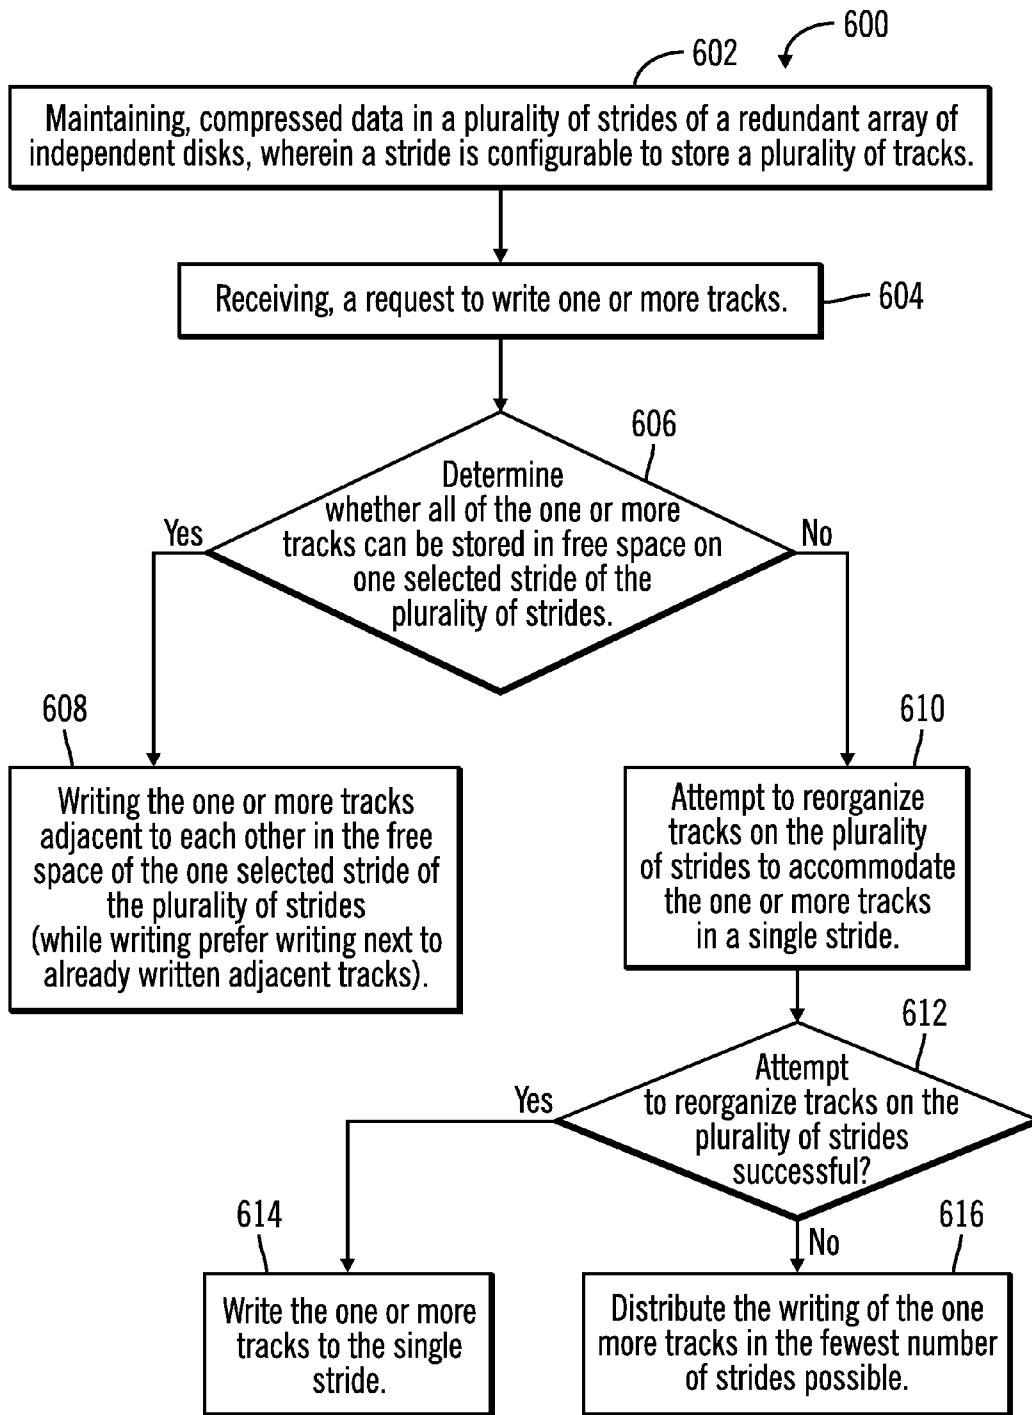 600
602
Maintaining, compressed data in a plurality of strides of a redundant array of
independent disks, wherein a stride is configurable to store a plurality of tracks.
Receiving, a request to write one or more tracks.
604
606
Determine
whether all of the one or more
tracks can be stored in free space on
one selected stride of the
plurality of strides.
Yes
No
608
Writing the one or more tracks
adjacent to each other in the free
space of the one selected stride of
the plurality of strides
(while writing prefer writing next to
already written adjacent tracks).
610
Attempt to reorganize
tracks on the plurality
of strides to accommodate
the one or more tracks
in a single stride.
612
Attempt
to reorganize tracks on the
plurality of strides
successful?
Yes
No
614
Write the one or more
tracks to the single
stride.
616
Distribute the writing of the one
more tracks in the fewest number
of strides possible.